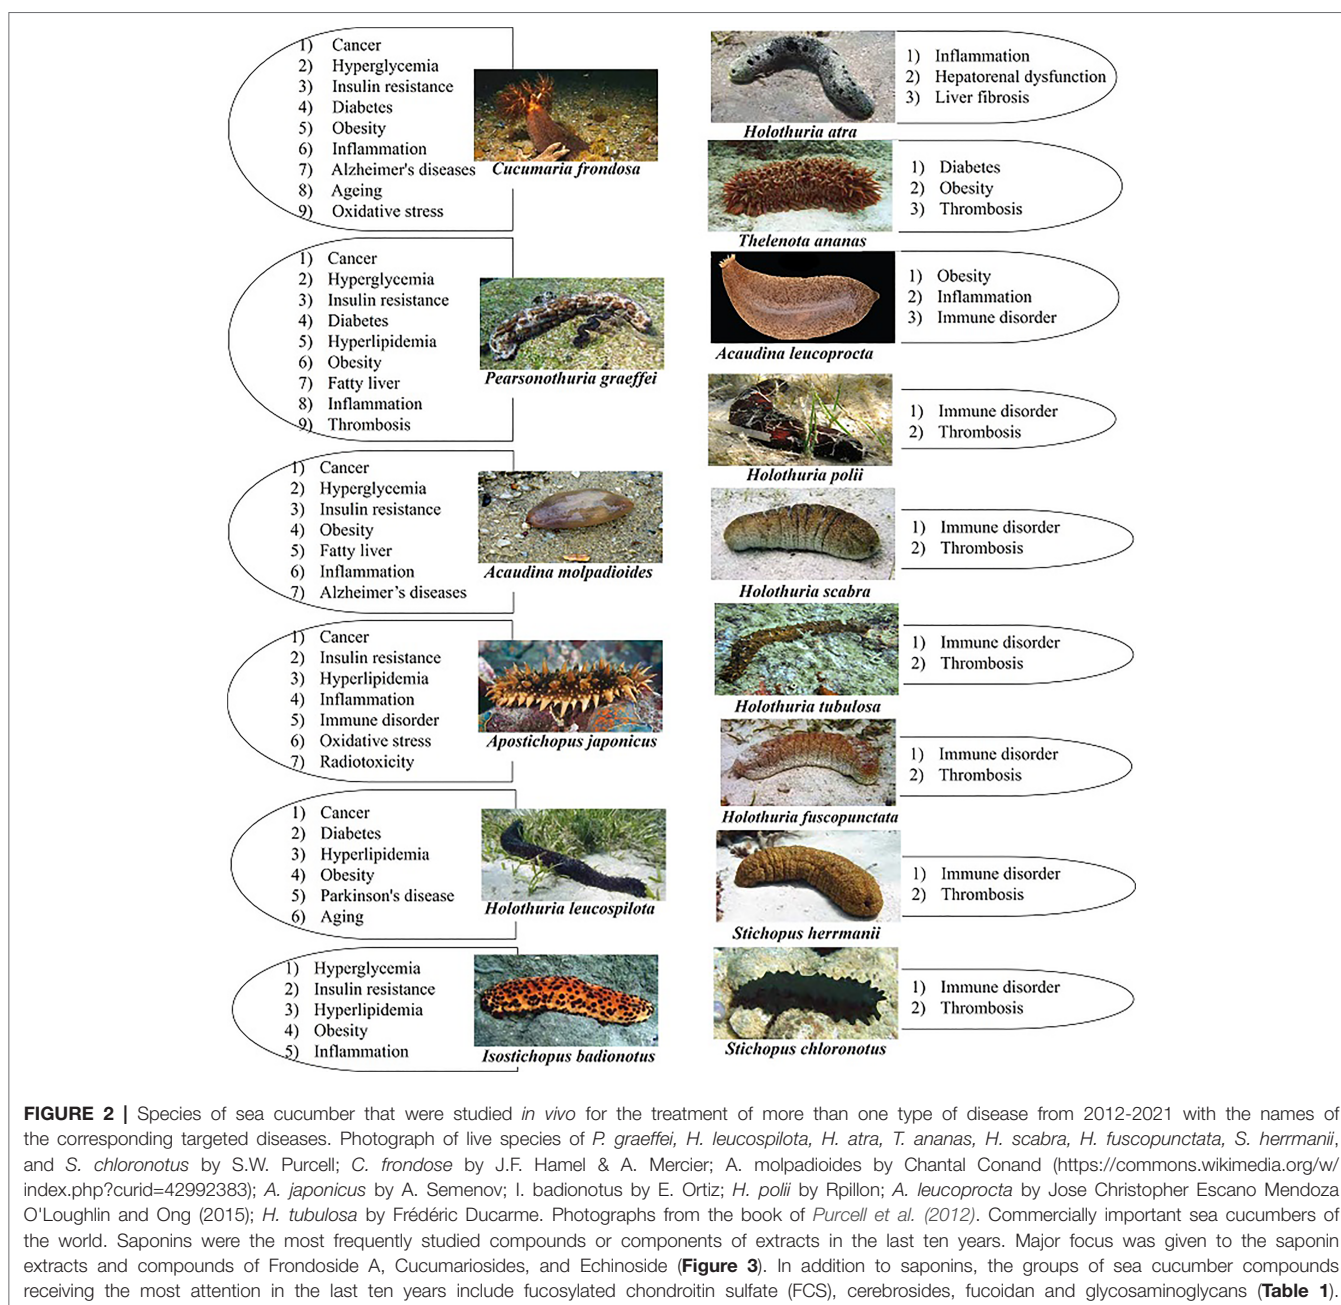 1) Cancer
2) Hyperglycemia
3) Insulin resistance
4) Diabetes
5) Obesity
6) Inflammation
7) Alzheimer's diseases
8) Ageing
9) Oxidative stress
Cucumaria frondosa
1) Cancer
2) Hyperglycemia
3) Insulin resistance
4) Diabetes
5) Hyperlipidemia
6) Obesity
7) Fatty liver
8) Inflammation
9) Thrombosis
Pearsonothuria graeffei
1) Cancer
2) Hyperglycemia
3) Insulin resistance
4) Obesity
5) Fatty liver
6) Inflammation
7) Alzheimer’s diseases
Acaudina molpadioides
1) Cancer
2) Insulin resistance
3) Hyperlipidemia
4) Inflammation
5) Immune disorder
6) Oxidative stress
7) Radiotoxicity
Apostichopus japonicus
1) Cancer
2) Diabetes
3) Hyperlipidemia
4) Obesity
5) Parkinson's disease
6) Aging
Holothuria leucospilota
1) Hyperglycemia
2) Insulin resistance
3) Hyperlipidemia
4) Obesity
5) Inflammation
Isostichopus badionotus
1) Inflammation
2) Hepatorenal dysfunction
3) Liver fibrosis
Holothuria atra
1) Diabetes
2) Obesity
3) Thrombosis
Thelenota ananas
1) Obesity
2) Inflammation
3) Immune disorder
Acaudina leucoprocta
1) Immune disorder
2) Thrombosis
Holothuria polii
1) Immune disorder
2) Thrombosis
Holothuria scabra
1) Immune disorder
2) Thrombosis
Holothuria tubulosa
1) Immune disorder
2) Thrombosis
Holothuria fuscopunctata
1) Immune disorder
2) Thrombosis
Stichopus herrmanii
1) Immune disorder
2) Thrombosis
Stichopus chloronotus
FIGURE 2 | Species of sea cucumber that were studied in vivo for the treatment of more than one type of disease from 2012-2021 with the names of
the corresponding targeted diseases. Photograph of live species of P. graeffei, H. leucospilota, H. atra, T. ananas, H. scabra, H. fuscopunctata, S. herrmanii,
and S. chloronotus by S.W. Purcell; C. frondose by J.F. Hamel & A. Mercier; A. molpadioides by Chantal Conand (https://commons.wikimedia.org/w/
index.php?curid=42992383); A. japonicus by A. Semenov; I. badionotus by E. Ortiz; H. polii by Rpillon; A. leucoprocta by Jose Christopher Escano Mendoza
O'Loughlin and Ong (2015); H. tubulosa by Frédéric Ducarme. Photographs from the book of Purcell et al. (2012). Commercially important sea cucumbers of
the world. Saponins were the most frequently studied compounds or components of extracts in the last ten years. Major focus was given to the saponin
extracts and compounds of Frondoside A, Cucumariosides, and Echinoside (Figure 3). In addition to saponins, the groups of sea cucumber compounds
receiving the most attention in the last ten years include fucosylated chondroitin sulfate (FCS), cerebrosides, fucoidan and glycosaminoglycans (Table 1).